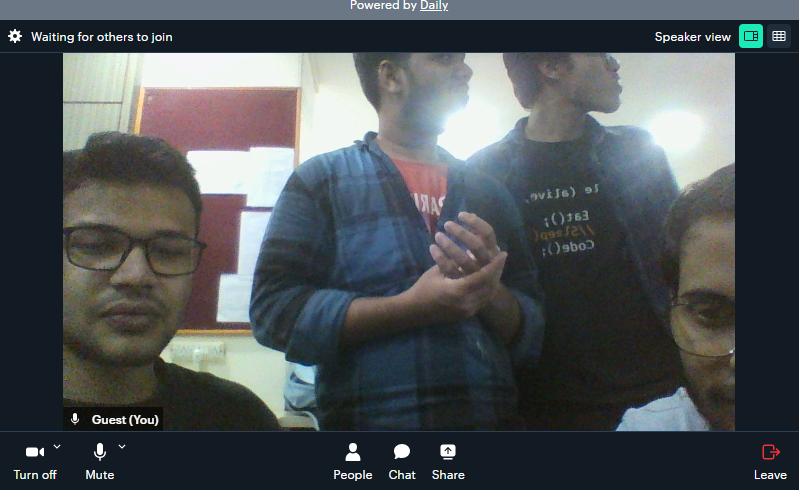 Powered by Daily
Waiting for others to join
Speaker view
le (alive,
Eat();
//Sleep(
Code();
Guest (You)
Turn off
Mute
People
Chat
Share
Leave